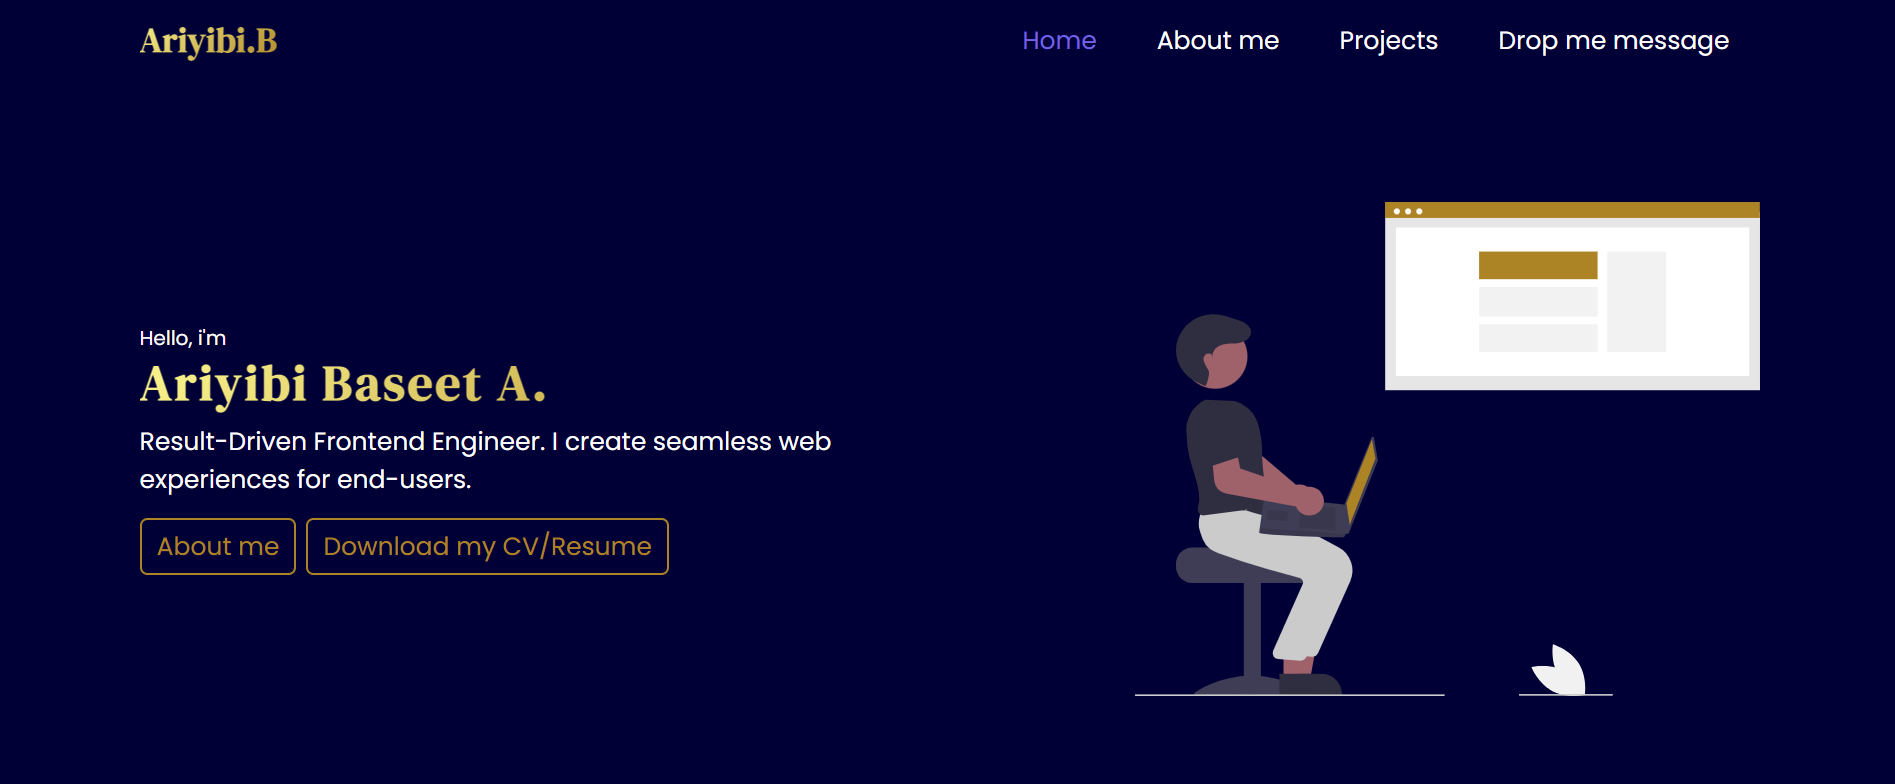 Ariyibi.B
Home About me Projects Drop me message
Hello, i'm
Ariyibi Baseet A.
Result-Driven Frontend Engineer. I create seamless web
experiences for end-users.
About me Download my CV/Resume